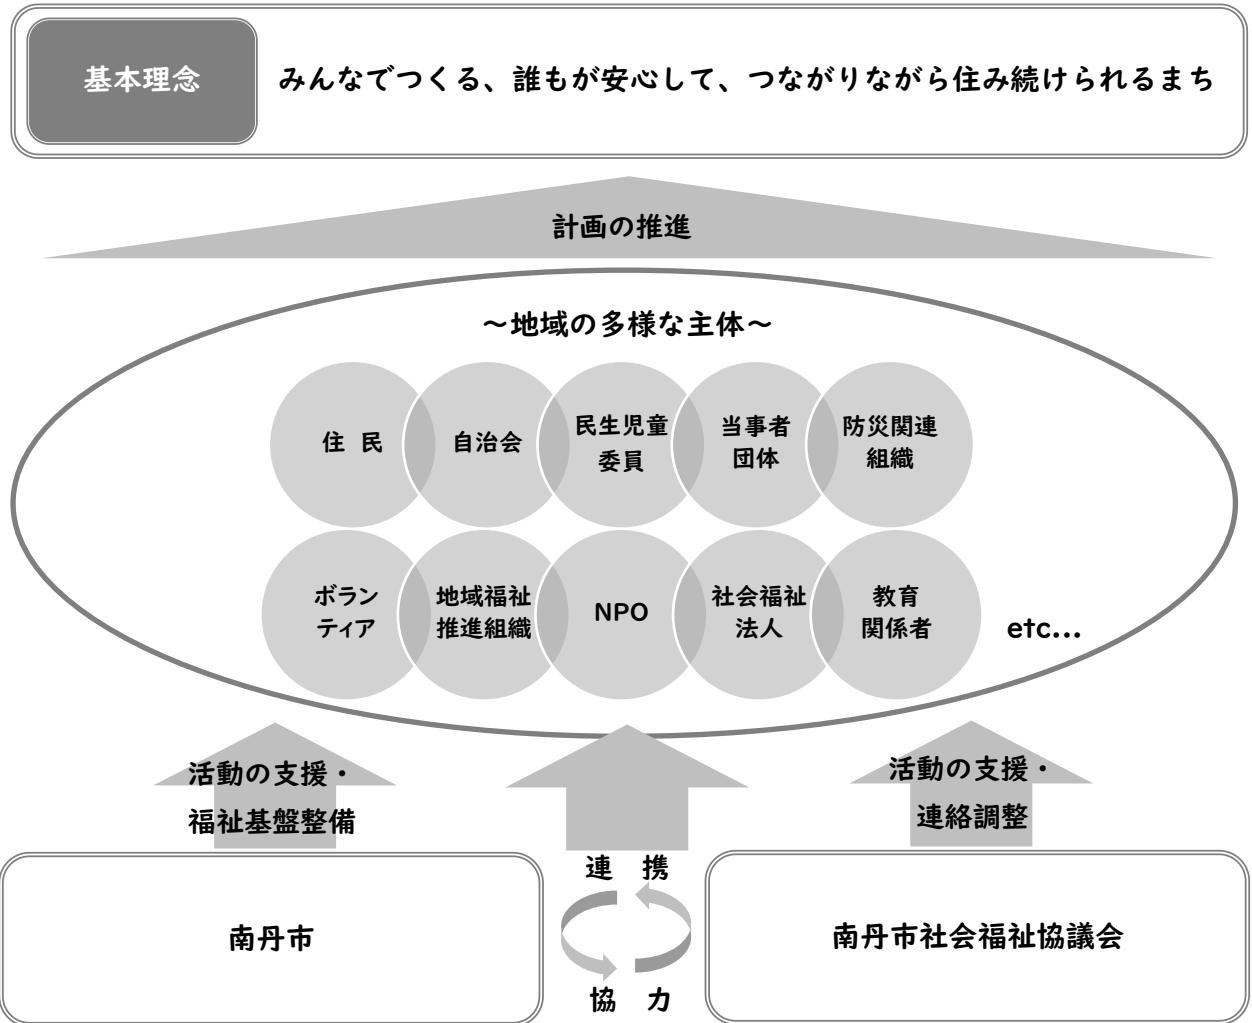 基本理念
みんなでつくる、誰もが安心して、つながりながら住み続けられるまち
計画の推進
～地域の多様な主体～
住 民
自治会
民生児童
委員
当事者
団体
防災関連
組織
ボラン
ティア
地域福祉
推進組織
NPO
社会福祉
法人
教育
関係者
etc...
活動の支援・
福祉基盤整備
活動の支援・
連絡調整
連 携
南丹市
南丹市社会福祉協議会
協 力